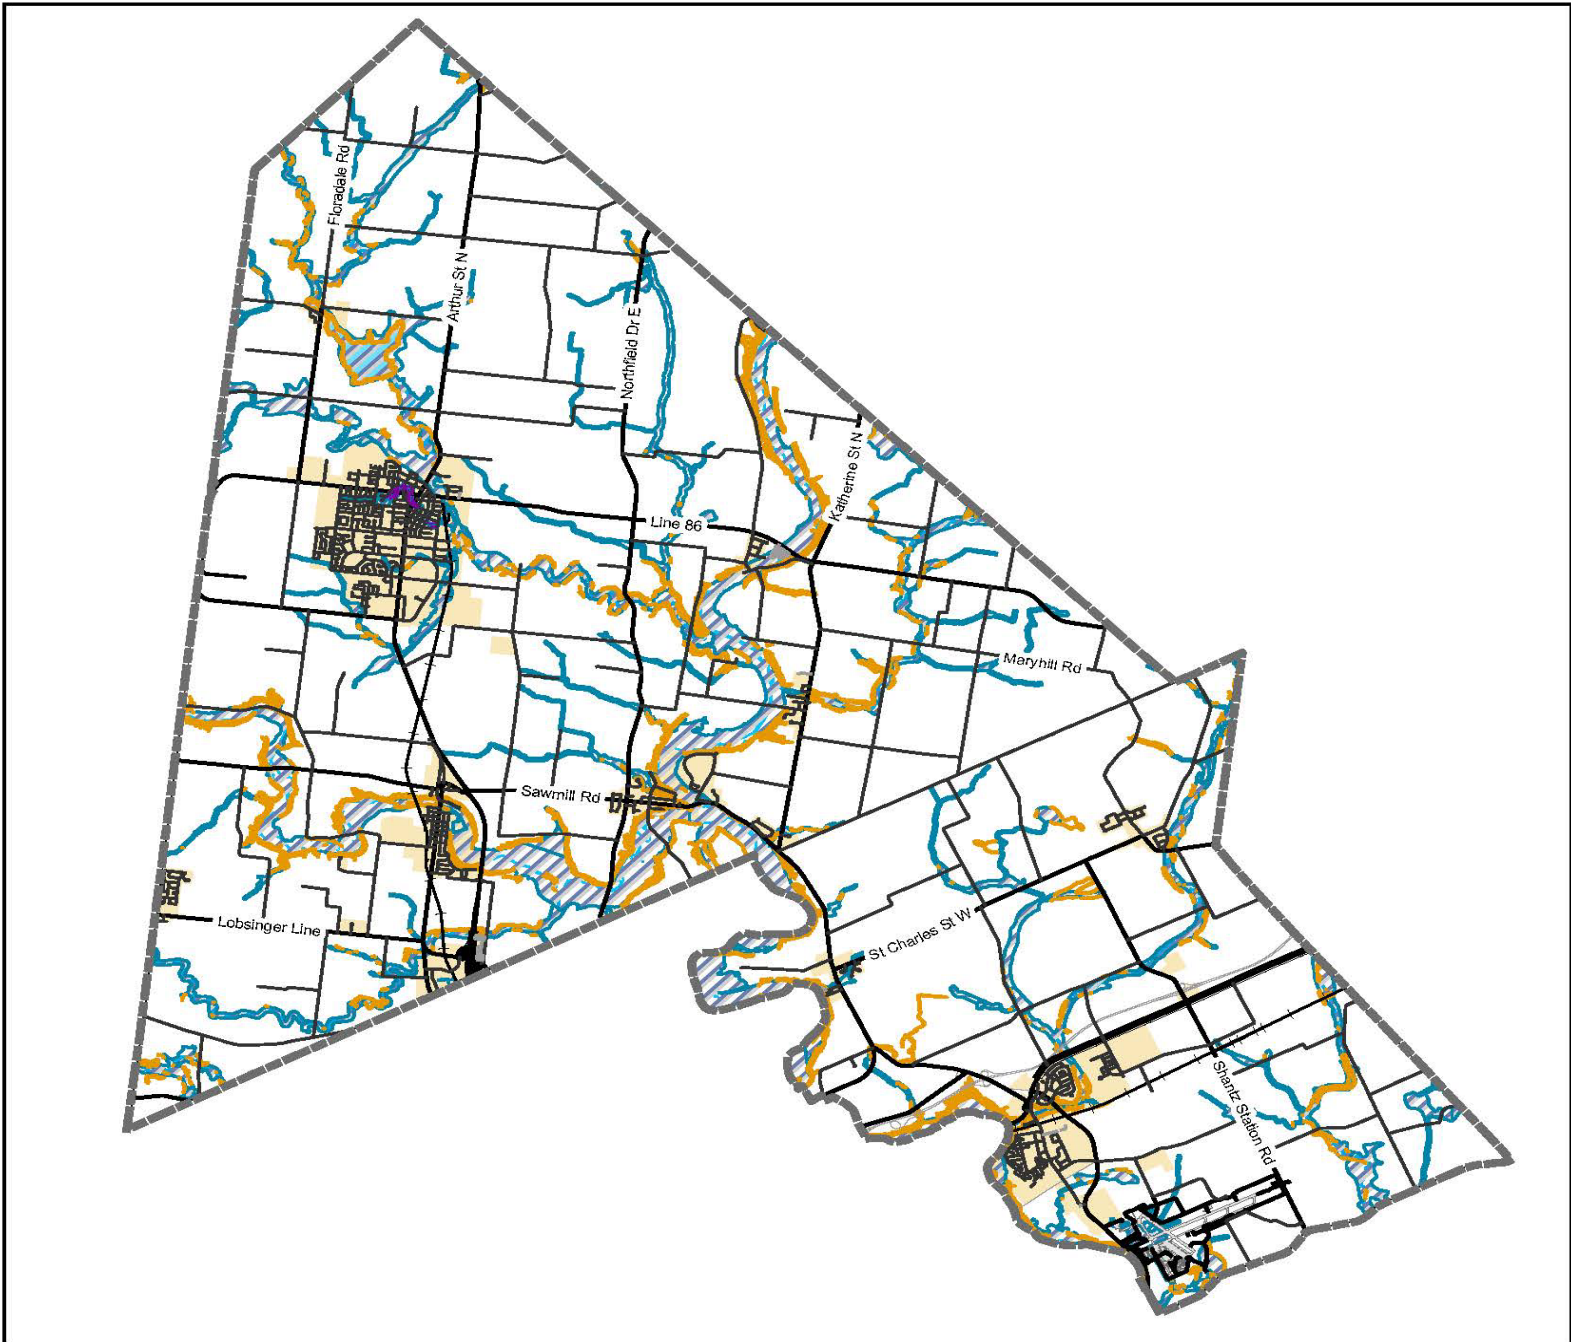 Floradale Rd
Arthur St N
Northfield Dr E
Katherine St N
Line 86
Maryhill Rd
Sawmill Rd
Lobsinger Line
St Charles St W
Shantz Station Rd